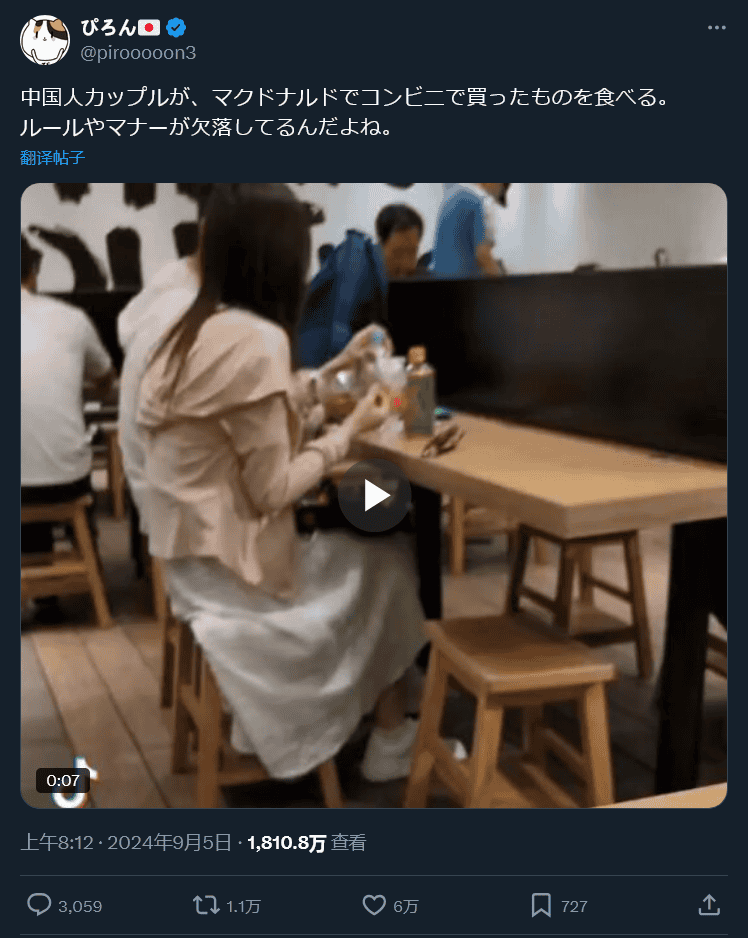 ぴろん🇯🇵
@pirooooon3
中国人カップルが、マクドナルドでコンビニで買ったものを食べる。
ルールやマナーが欠落してるんだよね。
翻译帖子
0:07
上午8:12 · 2024年9月5日 · 1,810.8万 查看
3,059
1.1万
6万
727